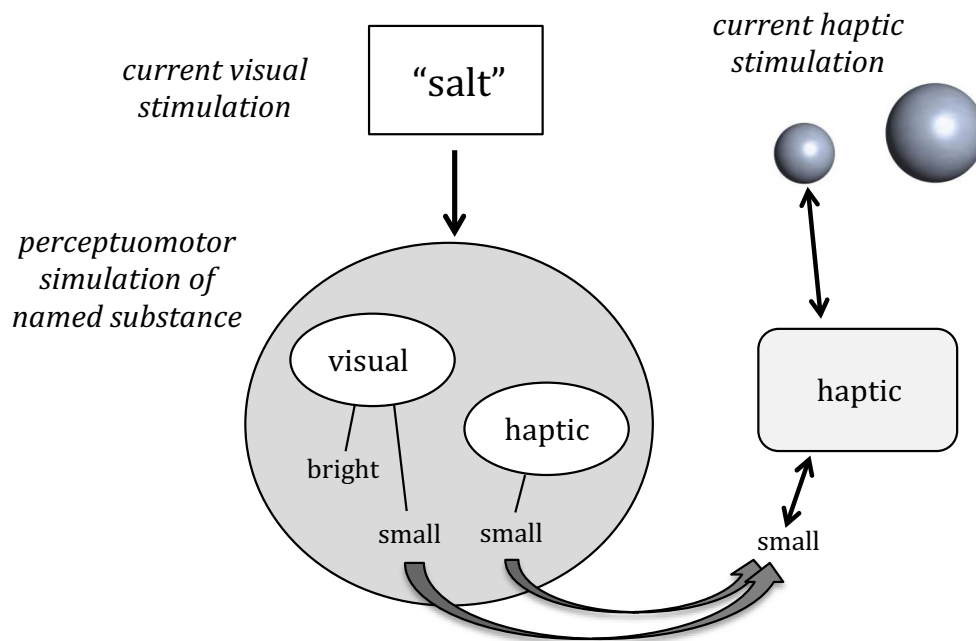 current visual
stimulation
“salt”
current haptic
stimulation
perceptuomotor
simulation of
named substance
visual
haptic
bright
small
small
haptic
small